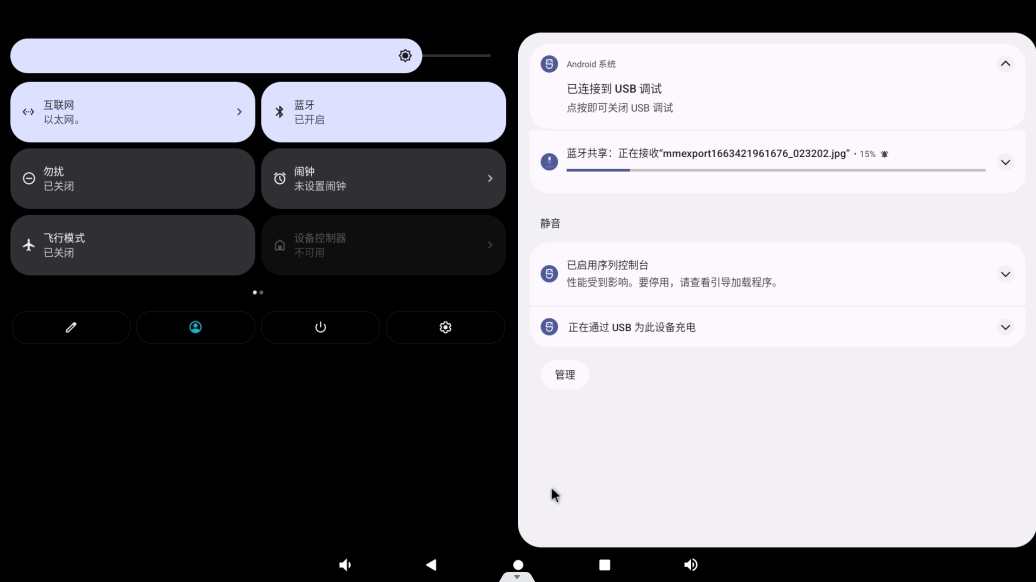 互联网
以太网。
蓝牙
已开启
勿扰
已关闭
闹钟
未设置闹钟
飞行模式
已关闭
设备控制器
不可用
Android 系统
已连接到 USB 调试
点按即可关闭 USB 调试
蓝牙共享：正在接收“mmexport1663421961676_023202.jpg” · 15%
静音
已启用序列控制台
性能受到影响。要停用，请查看引导加载程序。
正在通过 USB 为此设备充电
管理